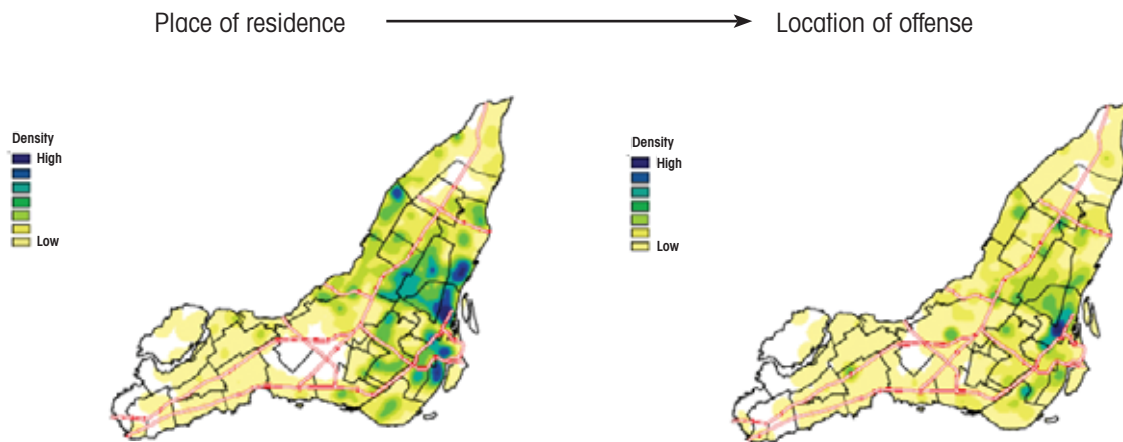 Place of residence
Location of offense
Density
High
Low
Density
High
Low